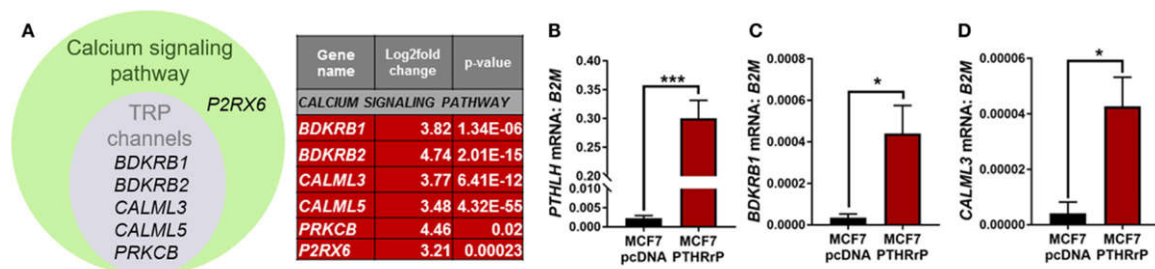 A
Calcium signaling
pathway
P2RX6
TRP
channels
BDKRB1
BDKRB2
CALML3
CALML5
PRKCB
Gene name Log2fold change p-value
CALCIUM SIGNALING PATHWAY
BDKRB1 3.82 1.34E-06
BDKRB2 4.74 2.01E-15
CALML3 3.77 6.41E-12
CALML5 3.48 4.32E-55
PRKCB 4.46 0.02
P2RX6 3.21 0.00023
B
PTHLH mRNA: B2M
0.40
0.35
0.30
0.25
0.20
0.010
0.005
0.000
***
MCF7 MCF7
pcDNA PTHRrP
C
BDKRB1 mRNA: B2M
0.0008
0.0006
0.0004
0.0002
0.0000
*
MCF7 MCF7
pcDNA PTHRrP
D
CALML3 mRNA: B2M
0.00006
0.00004
0.00002
0.00000
*
MCF7 MCF7
pcDNA PTHRrP